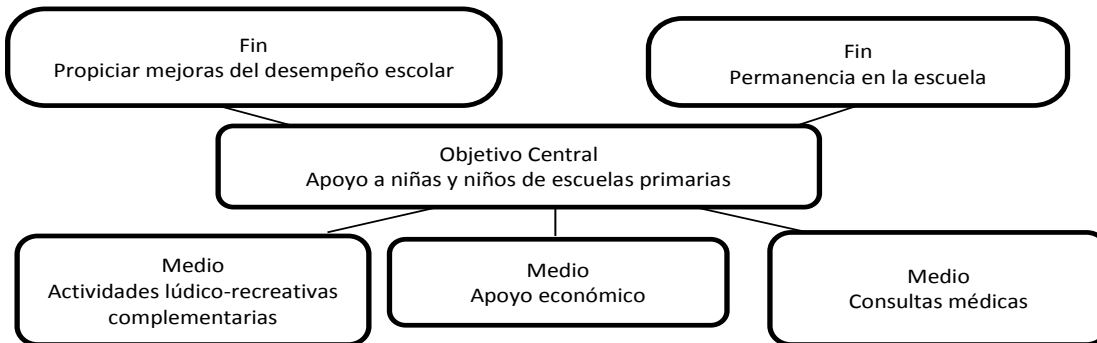 Fin
Propiciar mejoras del desempeño escolar
Fin
Permanencia en la escuela
Objetivo Central
Apoyo a niñas y niños de escuelas primarias
Medio
Actividades lúdico-recreativas
complementarias
Medio
Apoyo económico
Medio
Consultas médicas